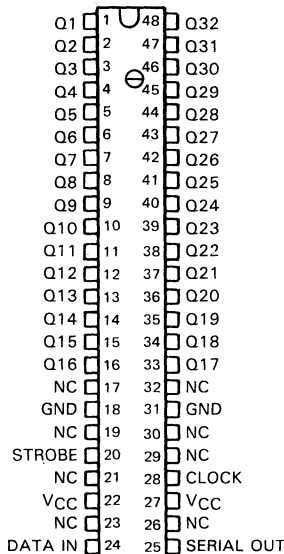 Q1 1 48 Q32
Q2 2 47 Q31
Q3 3 46 Q30
Q4 4 45 Q29
Q5 5 44 Q28
Q6 6 43 Q27
Q7 7 42 Q26
Q8 8 41 Q25
Q9 9 40 Q24
Q10 10 39 Q23
Q11 11 38 Q22
Q12 12 37 Q21
Q13 13 36 Q20
Q14 14 35 Q19
Q15 15 34 Q18
Q16 16 33 Q17
NC 17 32 NC
GND 18 31 GND
NC 19 30 NC
STROBE 20 29 NC
NC 21 28 CLOCK
VCC 22 27 VCC
NC 23 26 NC
DATA IN 24 25 SERIAL OUT